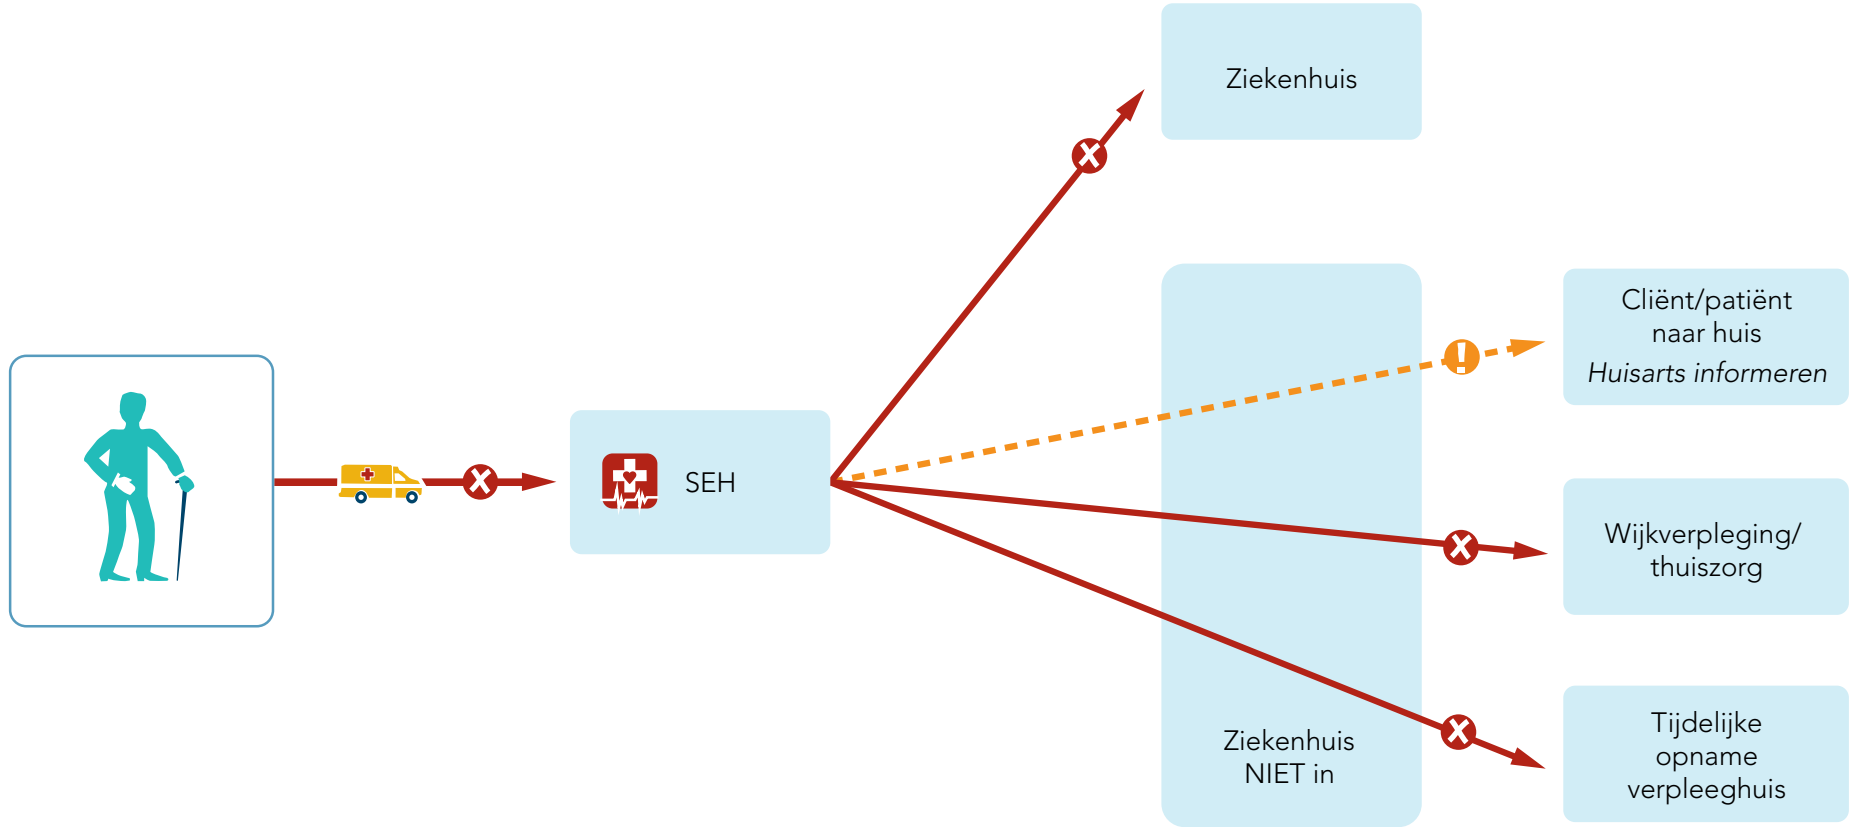 Ziekenhuis
SEH
Ziekenhuis
NIET in
Cliënt/patiënt
naar huis
Huisarts informeren
Wijkverpleging/
thuiszorg
Tijdelijke
opname
verpleeghuis